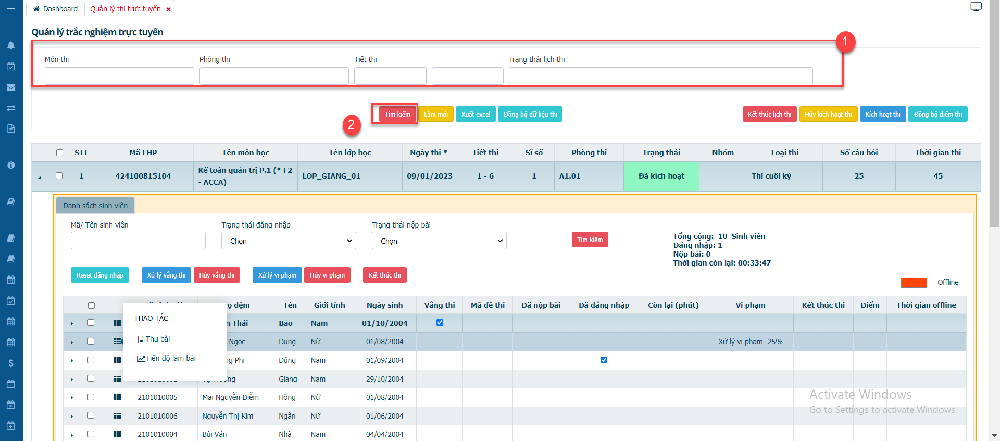 Dashboard
Quản lý thi trực tuyến
Quản lý trắc nghiệm trực tuyến
1
Môn thi Phòng thi Tiết thi Trạng thái lịch thi
Tìm kiếm Làm mới Xuất excel Đồng bộ dữ liệu thi Kết thúc lịch thi Hủy kích hoạt thi Kích hoạt thi Đồng bộ điểm thi
2
STT Mã LHP Tên môn học Tên lớp học Ngày thi Tiết thi Sĩ số Phòng thi Trạng thái Nhóm Loại thi Số câu hỏi Thời gian thi
1 424100815104 Kế toán quản trị P.1 (* F2 - ACCA) LOP_GIANG_01 09/01/2023 1 - 6 1 A1.01 Đã kích hoạt Thi cuối kỳ 25 45
Danh sách sinh viên
Mã/ Tên sinh viên Trạng thái đăng nhập Trạng thái nộp bài
Chọn Chọn Tìm kiếm
Tổng cộng: 10 Sinh viên
Đăng nhập: 1
Nộp bài: 0
Thời gian còn lại: 00:33:47
Reset đăng nhập Xử lý vắng thi Hủy vắng thi Xử lý vi phạm Hủy vi phạm Kết thúc thi
Offline
đệm Tên Giới tính Ngày sinh Vắng thi Mã đề thi Đã nộp bài Đã đăng nhập Còn lại (phút) Vi phạm Kết thúc thi Điểm Thời gian offline
THAO TÁC
Thu bài
Tiến độ làm bài
Thái Bảo Nam 01/10/2004
Ngọc Dung Nữ 01/08/2004 Xử lý vi phạm -25%
Phi Dũng Nam 01/09/2004
Giang Nam 29/10/2004
2101010005 Mai Nguyễn Diễm Hồng Nữ 01/08/2004
2101010006 Nguyễn Thị Kim Ngân Nữ 01/06/2004
2101010004 Bùi Văn Nhã Nam 04/04/2004
Activate Windows
Go to Settings to activate Windows.